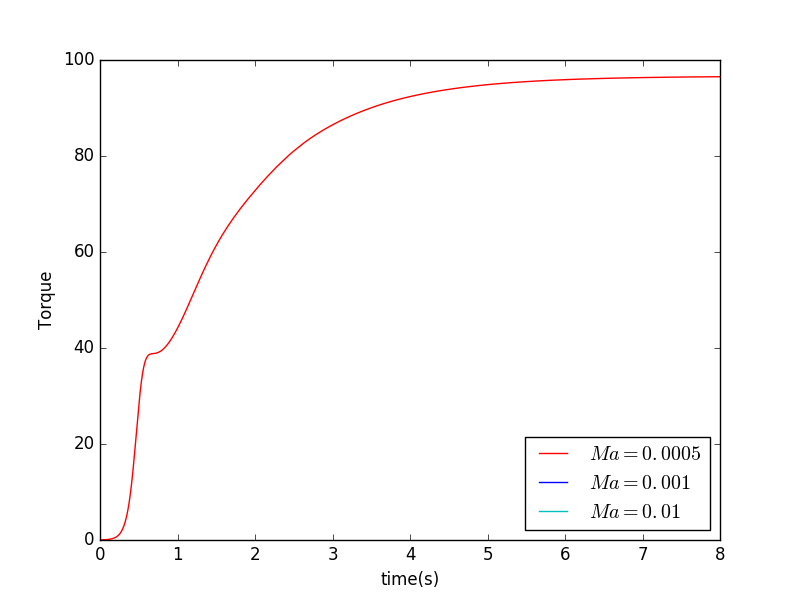 100
80
60
40
20
0
Torque
0 1 2 3 4 5 6 7 8
time(s)
Ma = 0.0005
Ma = 0.001
Ma = 0.01